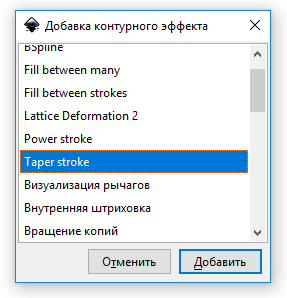 Добавка контурного эффекта
BSpline
Fill between many
Fill between strokes
Lattice Deformation 2
Power stroke
Taper stroke
Визуализация рычагов
Внутренняя штриховка
Вращение копий
Отменить
Добавить